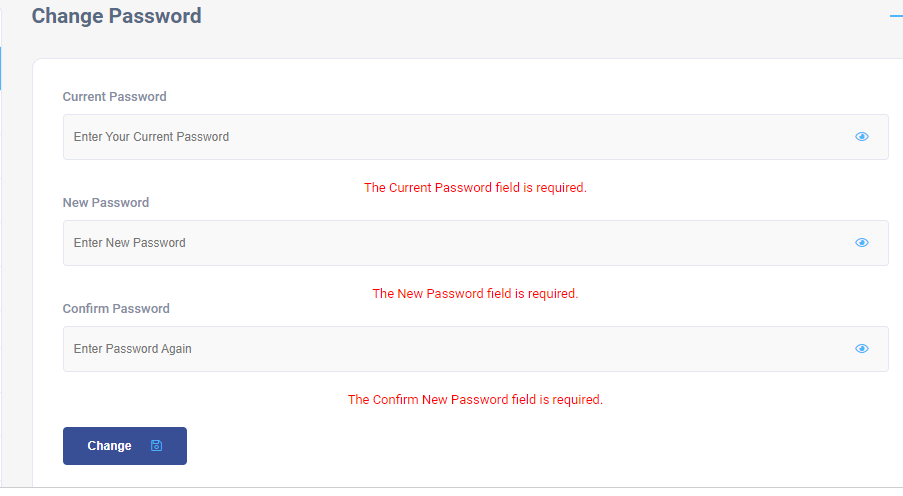 Change Password
Current Password
Enter Your Current Password
The Current Password field is required.
New Password
Enter New Password
The New Password field is required.
Confirm Password
Enter Password Again
The Confirm New Password field is required.
Change